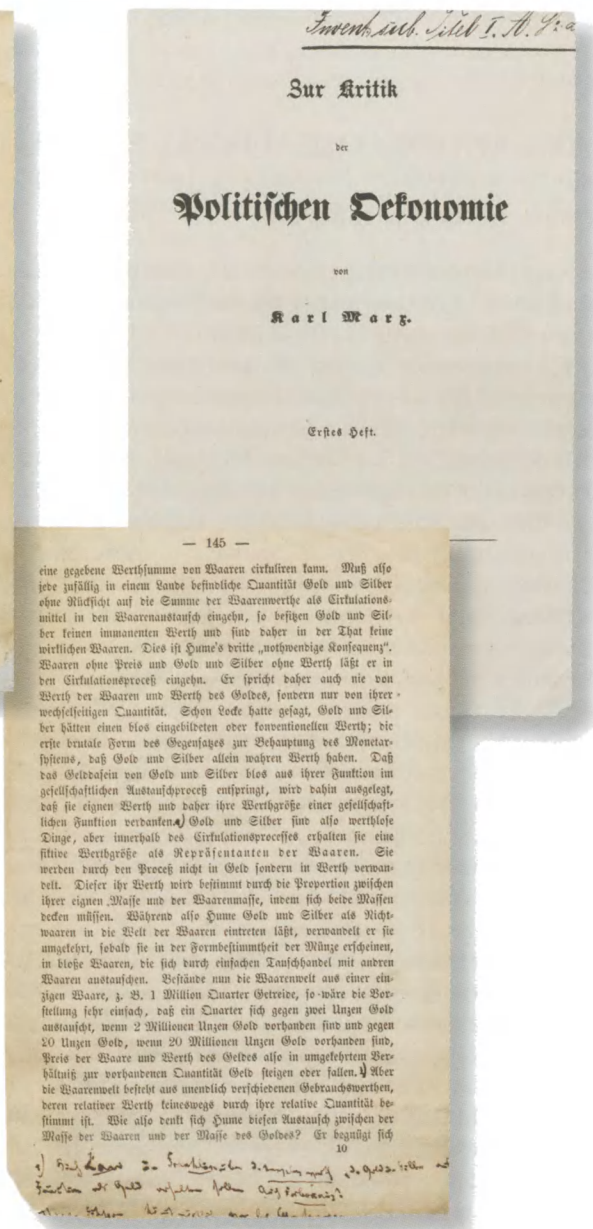 Zur Kritik
der
Politischen Oekonomie
von
Karl Marx.
Erstes Heft.
— 145 —
eine gegebene Werthsumme von Waaren cirkuliren kann. Muß also
jede zufällig in einem Lande befindliche Quantität Gold und Silber
ohne Rücksicht auf die Summe der Waarenwerthe als Cirkulations-
mittel in den Waarenaustausch eingehn, so besitzen Gold und Sil-
ber keinen immanenten Werth und sind daher in der That keine
wirklichen Waaren. Dies ist Hume's dritte „nothwendige Konsequenz“.
Waaren ohne Preis und Gold und Silber ohne Werth läßt er in
den Cirkulationsproceß eingehn. Er spricht daher auch nie von
Werth der Waaren und Werth des Goldes, sondern nur von ihrer
wechselseitigen Quantität. Schon Locke hatte gesagt, Gold und Sil-
ber hätten einen blos eingebildeten oder konventionellen Werth; die
erste brutale Form des Gegensatzes zur Behauptung des Monetar-
systems, daß Gold und Silber allein wahren Werth haben. Daß
das Gelddasein von Gold und Silber blos aus ihrer Funktion im
gesellschaftlichen Austauschproceß entspringt, wird dahin ausgelegt,
daß sie eignen Werth und daher ihre Werthgröße einer gesellschaft-
lichen Funktion verdanken. Gold und Silber sind also werthlose
Dinge, aber innerhalb des Cirkulationsprocesses erhalten sie eine
fiktive Werthgröße als Repräsentanten der Waaren. Sie
werden durch den Proceß nicht in Geld sondern in Werth verwan-
delt. Dieser ihr Werth wird bestimmt durch die Proportion zwischen
ihrer eignen Masse und der Waarenmasse, indem sich beide Massen
decken müssen. Während also Hume Gold und Silber als Nicht-
waaren in die Welt der Waaren eintreten läßt, verwandelt er sie
umgekehrt, sobald sie in der Formbestimmtheit der Münze erscheinen,
in bloße Waaren, die sich durch einfachen Tauschhandel mit andren
Waaren austauschen. Bestände nun die Waarenwelt aus einer ein-
zigen Waare, z. B. 1 Million Quarter Getreide, so wäre die Vor-
stellung sehr einfach, daß ein Quarter sich gegen zwei Unzen Gold
austauscht, wenn 2 Millionen Unzen Gold vorhanden sind und gegen
20 Unzen Gold, wenn 20 Millionen Unzen Gold vorhanden sind,
Preis der Waare und Werth des Geldes also in umgekehrtem Ver-
hältniß zur vorhandenen Quantität Geld steigen oder fallen. Aber
die Waarenwelt besteht aus unendlich verschiedenen Gebrauchswerthen,
deren relativer Werth keineswegs durch ihre relative Quantität be-
stimmt ist. Wie also denkt sich Hume diesen Austausch zwischen der
Masse der Waaren und der Masse des Goldes? Er begnügt sich
10